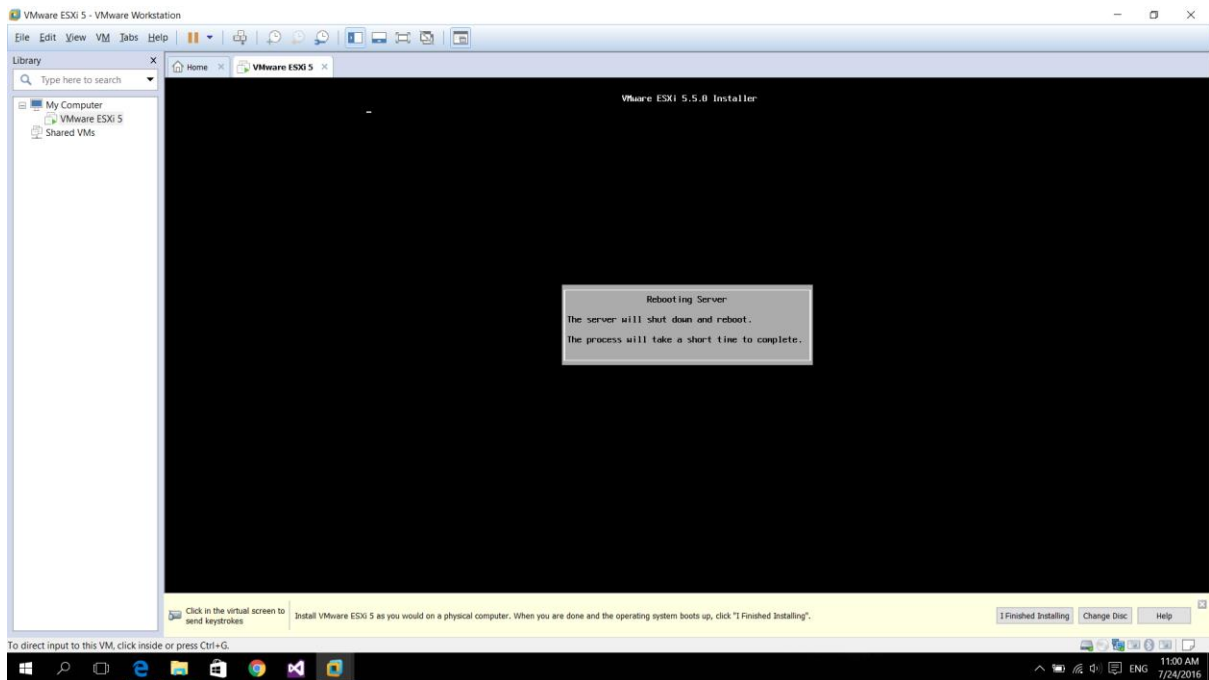 VMware ESXi 5 - VMware Workstation
File Edit View VM Tabs Help
Library
Home
VMware ESXi 5
Type here to search
My Computer
VMware ESXi 5
Shared VMs
VMware ESXi 5.5.0 Installer
Rebooting Server
The server will shut down and reboot.
The process will take a short time to complete.
Click in the virtual screen to
send keystrokes
Install VMware ESXi 5 as you would on a physical computer. When you are done and the operating system boots up, click "I Finished Installing".
I Finished Installing
Change Disc
Help
To direct input to this VM, click inside or press Ctrl+G.
ENG
11:00 AM
7/24/2016